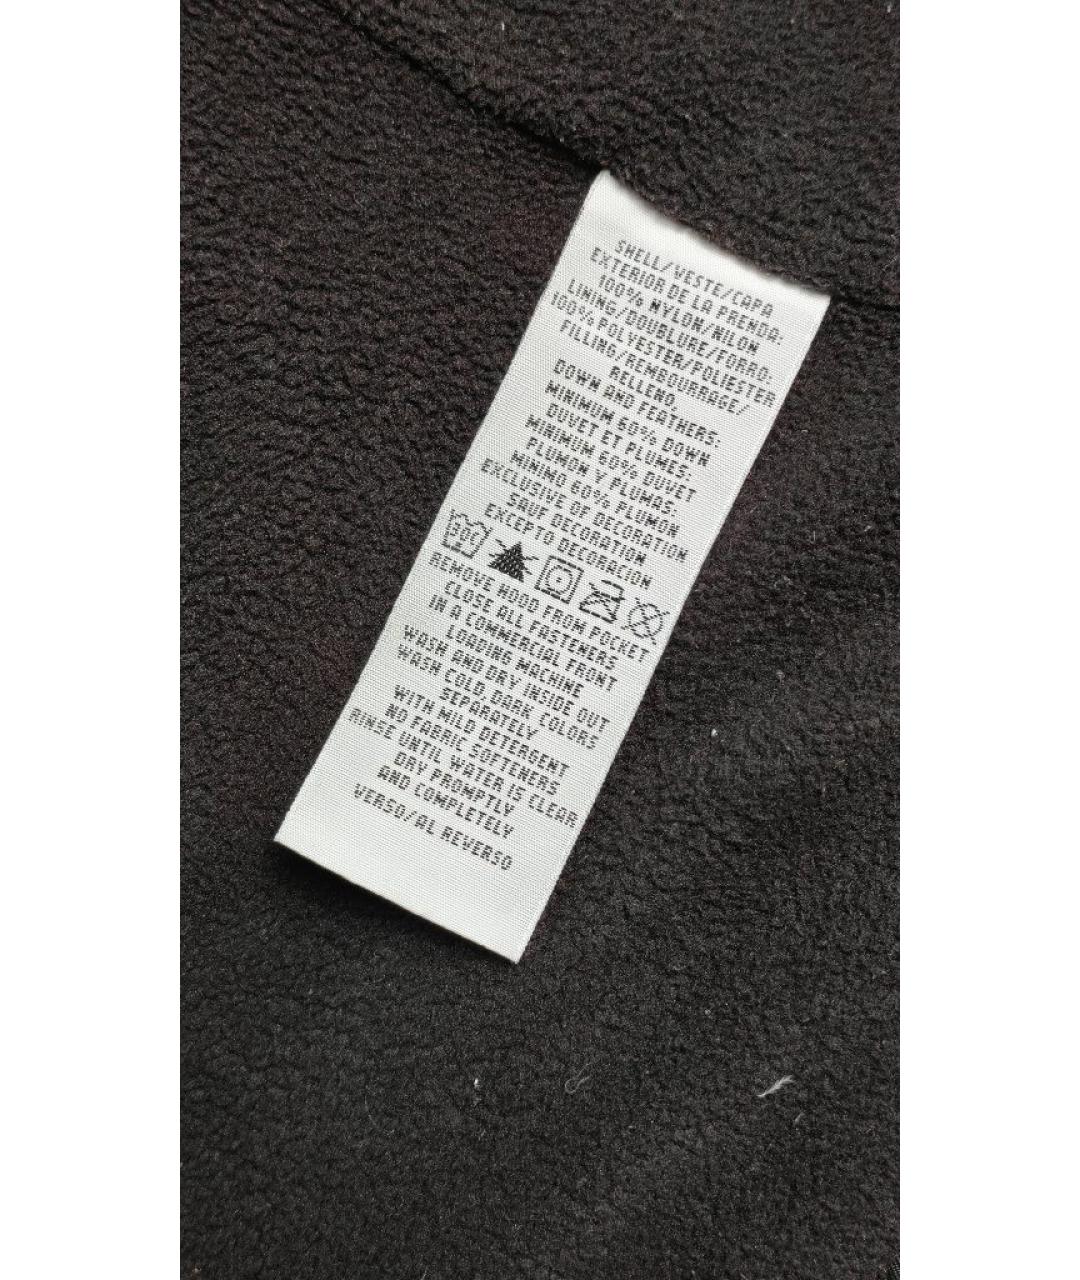 SHELL/VESTE/CAPA
EXTERIOR DE LA PRENDA:
100% NYLON/NILON
LINING/DOUBLURE/FORRO:
100% POLYESTER/POLIESTER
FILLING/REMBOURRAGE/
RELLENO,
DOWN AND FEATHERS:
MINIMUM 60% DOWN
DUVET ET PLUMES:
MINIMUM 60% DUVET
PLUMON Y PLUMAS:
MINIMO 60% PLUMON
EXCLUSIVE OF DECORATION
SAUF DECORATION
EXCEPTO DECORACION
30C
REMOVE HOOD FROM POCKET
CLOSE ALL FASTENERS
IN A COMMERCIAL FRONT
LOADING MACHINE
WASH AND DRY INSIDE OUT
WASH COLD, DARK COLORS
SEPARATELY
WITH MILD DETERGENT
NO FABRIC SOFTENERS
RINSE UNTIL WATER IS CLEAR
DRY PROMPTLY
AND COMPLETELY
VERSO/AL REVERSO